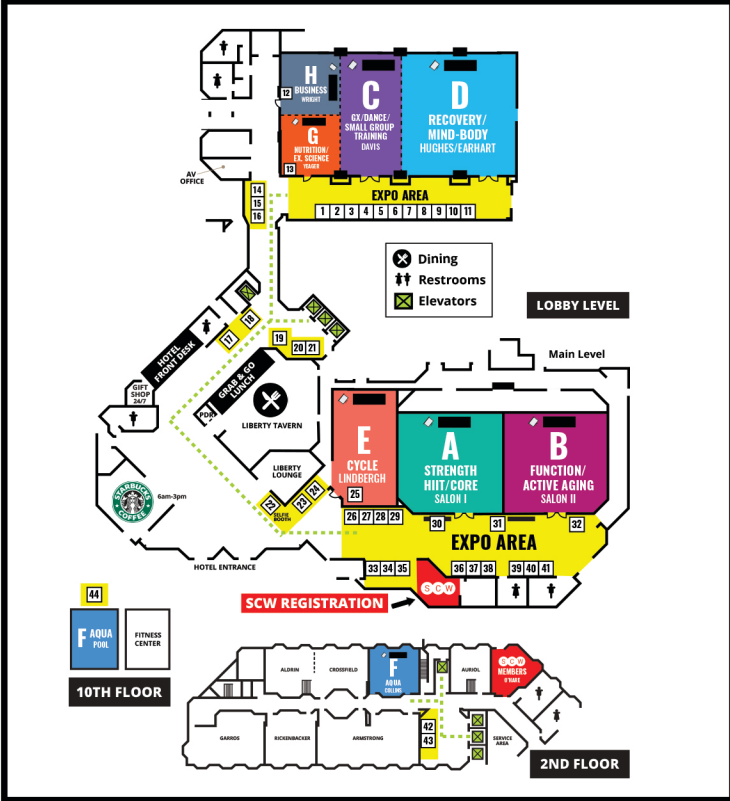 H
BUSINESS
WRIGHT
12
C
GX/DANCE/
SMALL GROUP
TRAINING
DAVIS
D
RECOVERY/
MIND-BODY
HUGHES/EARHART
G
NUTRITION/
EX. SCIENCE
YEAGER
13
AV
OFFICE
14
15
16
EXPO AREA
1 2 3 4 5 6 7 8 9 10 11
Dining
Restrooms
Elevators
LOBBY LEVEL
18
17
19
20 21
HOTEL
FRONT DESK
GIFT
SHOP
24/7
GRAB & GO
LUNCH
PDR
LIBERTY TAVERN
Main Level
E
CYCLE
LINDBERGH
25
A
STRENGTH
HIIT/CORE
SALON I
B
FUNCTION/
ACTIVE AGING
SALON II
LIBERTY
LOUNGE
22
SELFIE
BOOTH
23
24
STARBUCKS
COFFEE
6am-3pm
26 27 28 29
30
31
32
EXPO AREA
HOTEL ENTRANCE
33 34 35
SCW
36 37 38
39 40 41
SCW REGISTRATION
44
F AQUA
POOL
FITNESS
CENTER
10TH FLOOR
ALDRIN
CROSSFIELD
F
AQUA
COLLINS
AURIOL
SCW
MEMBERS
O'HARE
GARROS
RICKENBACKER
ARMSTRONG
42
43
SERVICE
AREA
2ND FLOOR